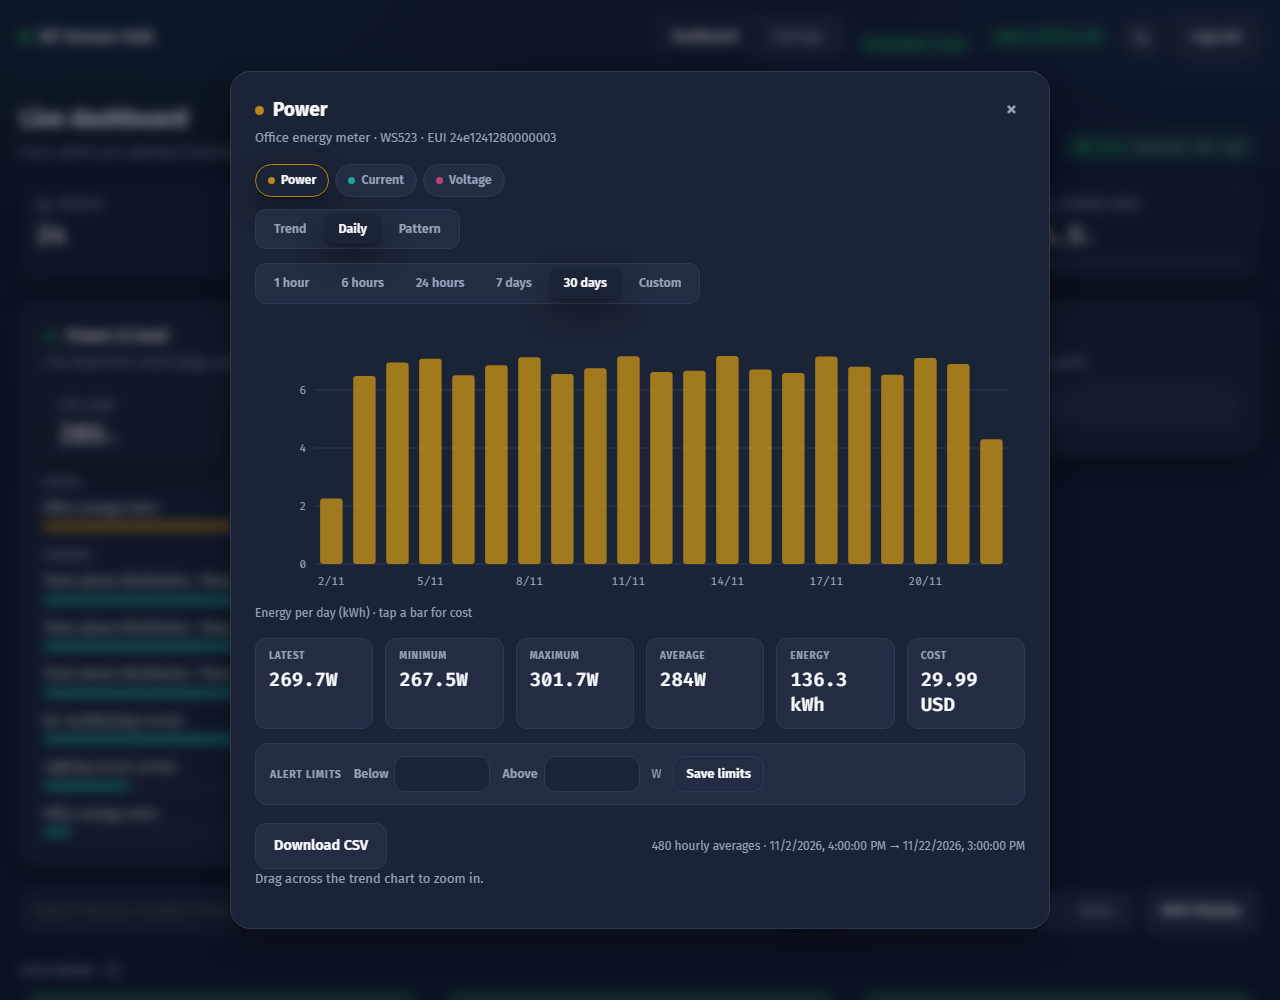 Live dashboard
Power
×
Office energy meter · WS523 · EUI 24e1241280000003
Power
Current
Voltage
Trend
Daily
Pattern
1 hour
6 hours
24 hours
7 days
30 days
Custom
6
4
2
0
2/11
5/11
8/11
11/11
14/11
17/11
20/11
Energy per day (kWh) · tap a bar for cost
LATEST
269.7W
MINIMUM
267.5W
MAXIMUM
301.7W
AVERAGE
284W
ENERGY
136.3
kWh
COST
29.99
USD
ALERT LIMITS
Below
Above
W
Save limits
Download CSV
480 hourly averages · 11/2/2026, 4:00:00 PM → 11/22/2026, 3:00:00 PM
Drag across the trend chart to zoom in.